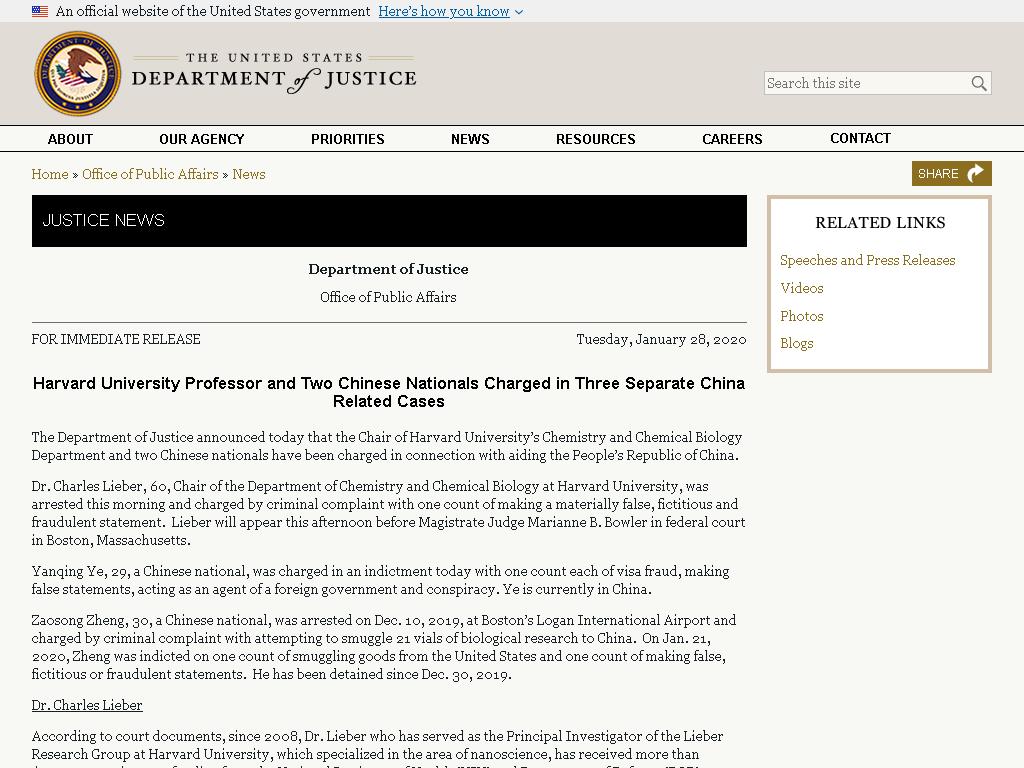 An official website of the United States government Here's how you know
THE UNITED STATES
DEPARTMENT of JUSTICE
Search this site
ABOUT OUR AGENCY PRIORITIES NEWS RESOURCES CAREERS CONTACT
Home » Office of Public Affairs » News
SHARE
JUSTICE NEWS
Department of Justice
Office of Public Affairs
FOR IMMEDIATE RELEASE Tuesday, January 28, 2020
Harvard University Professor and Two Chinese Nationals Charged in Three Separate China
Related Cases
The Department of Justice announced today that the Chair of Harvard University's Chemistry and Chemical Biology
Department and two Chinese nationals have been charged in connection with aiding the People's Republic of China.
Dr. Charles Lieber, 60, Chair of the Department of Chemistry and Chemical Biology at Harvard University, was
arrested this morning and charged by criminal complaint with one count of making a materially false, fictitious and
fraudulent statement.  Lieber will appear this afternoon before Magistrate Judge Marianne B. Bowler in federal court
in Boston, Massachusetts.
Yanqing Ye, 29, a Chinese national, was charged in an indictment today with one count each of visa fraud, making
false statements, acting as an agent of a foreign government and conspiracy. Ye is currently in China.
Zaosong Zheng, 30, a Chinese national, was arrested on Dec. 10, 2019, at Boston's Logan International Airport and
charged by criminal complaint with attempting to smuggle 21 vials of biological research to China.  On Jan. 21,
2020, Zheng was indicted on one count of smuggling goods from the United States and one count of making false,
fictitious or fraudulent statements.  He has been detained since Dec. 30, 2019.
Dr. Charles Lieber
According to court documents, since 2008, Dr. Lieber who has served as the Principal Investigator of the Lieber
Research Group at Harvard University, which specialized in the area of nanoscience, has received more than
RELATED LINKS
Speeches and Press Releases
Videos
Photos
Blogs